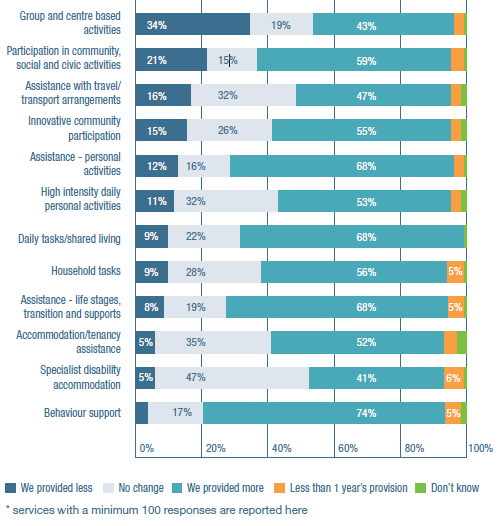 Group and centre based
activities
34% 19% 43%
Participation in community,
social and civic activities
21% 15% 59%
Assistance with travel/
transport arrangements
16% 32% 47%
Innovative community
participation
15% 26% 55%
Assistance - personal
activities
12% 16% 68%
High intensity daily
personal activities
11% 32% 53%
Daily tasks/shared living
9% 22% 68%
Household tasks
9% 28% 56% 5%
Assistance - life stages,
transition and supports
8% 19% 68% 5%
Accommodation/tenancy
assistance
5% 35% 52%
Specialist disability
accommodation
5% 47% 41% 6%
Behaviour support
17% 74% 5%
0% 20% 40% 60% 80% 100%
We provided less No change We provided more Less than 1 year's provision Don't know
* services with a minimum 100 responses are reported here